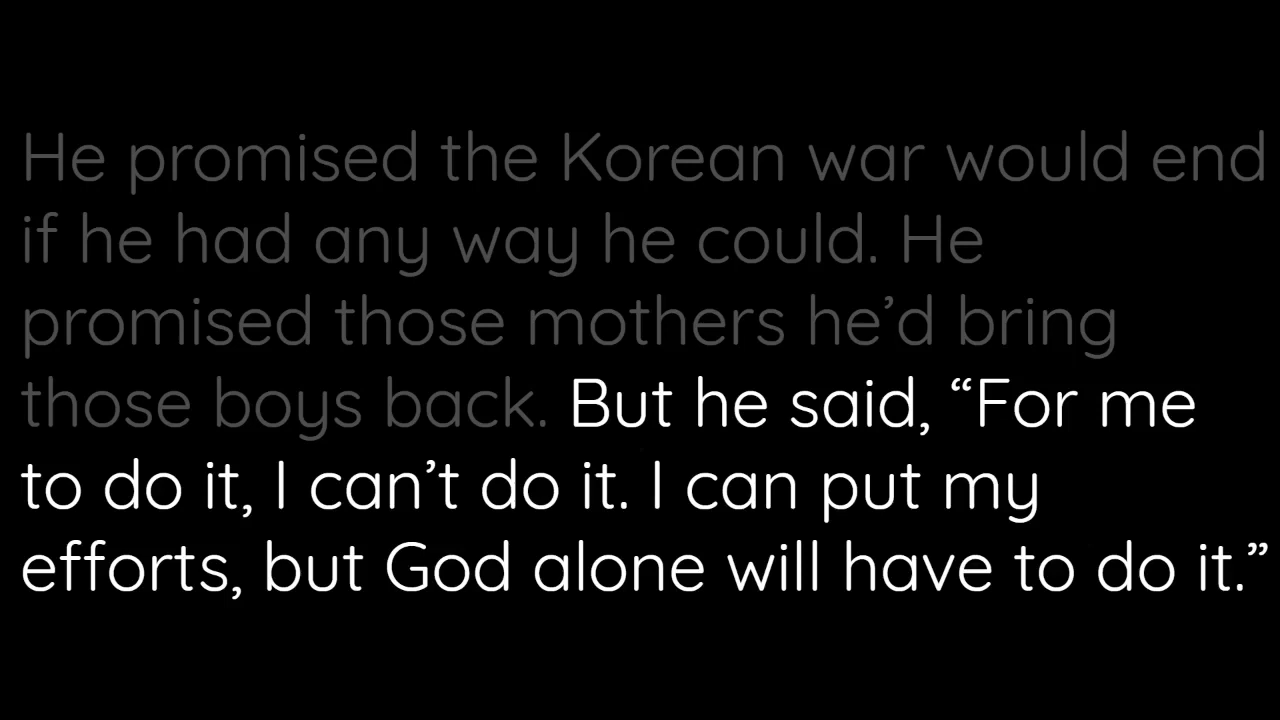 He promised the Korean war would end
if he had any way he could. He
promised those mothers he’d bring
those boys back. But he said, “For me
to do it, I can’t do it. I can put my
efforts, but God alone will have to do it.”